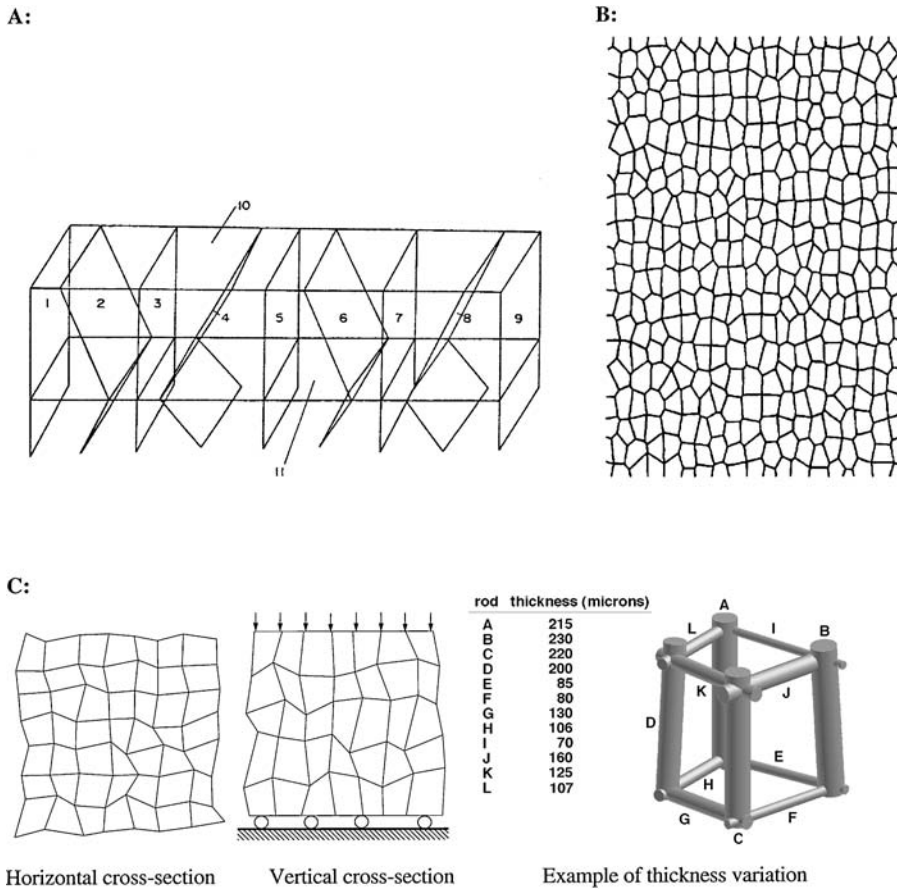 A:
B:
10
1 2 3 4 5 6 7 8 9
11
C:
rod thickness (microns)
A 215
B 230
C 220
D 200
E 85
F 80
G 130
H 106
I 70
J 160
K 125
L 107
A
L I B
K J
D
E
H
G F
C
Horizontal cross-section
Vertical cross-section
Example of thickness variation